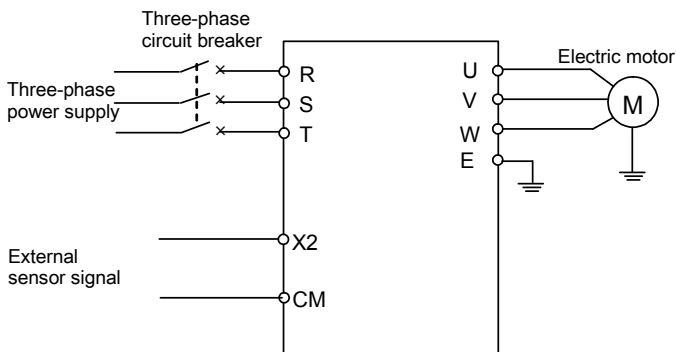 Three-phase
circuit breaker
Three-phase
power supply
R
S
T
U
V
W
E
Electric motor
M
External
sensor signal
X2
CM